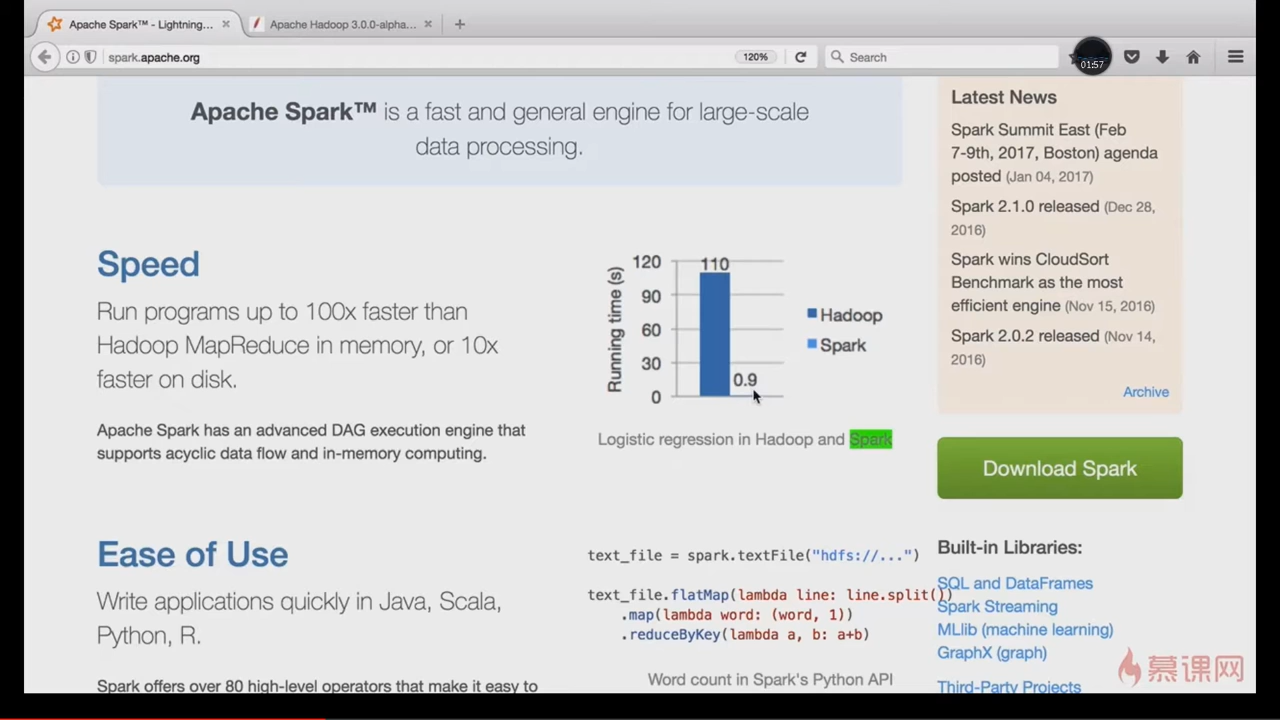 Apache Spark™ - Lightning...
Apache Hadoop 3.0.0-alpha...
spark.apache.org
120%
Search
01:57
Apache Spark™ is a fast and general engine for large-scale
data processing.
Speed
Run programs up to 100x faster than
Hadoop MapReduce in memory, or 10x
faster on disk.
Apache Spark has an advanced DAG execution engine that
supports acyclic data flow and in-memory computing.
Running time (s)
120
90
60
30
0
110
0.9
Hadoop
Spark
Logistic regression in Hadoop and Spark
Ease of Use
Write applications quickly in Java, Scala,
Python, R.
Spark offers over 80 high-level operators that make it easy to
text_file = spark.textFile("hdfs://...")
text_file.flatMap(lambda line: line.split())
.map(lambda word: (word, 1))
.reduceByKey(lambda a, b: a+b)
Word count in Spark's Python API
Latest News
Spark Summit East (Feb
7-9th, 2017, Boston) agenda
posted (Jan 04, 2017)
Spark 2.1.0 released (Dec 28,
2016)
Spark wins CloudSort
Benchmark as the most
efficient engine (Nov 15, 2016)
Spark 2.0.2 released (Nov 14,
2016)
Archive
Download Spark
Built-in Libraries:
SQL and DataFrames
Spark Streaming
MLlib (machine learning)
GraphX (graph)
Third-Party Projects
慕课网